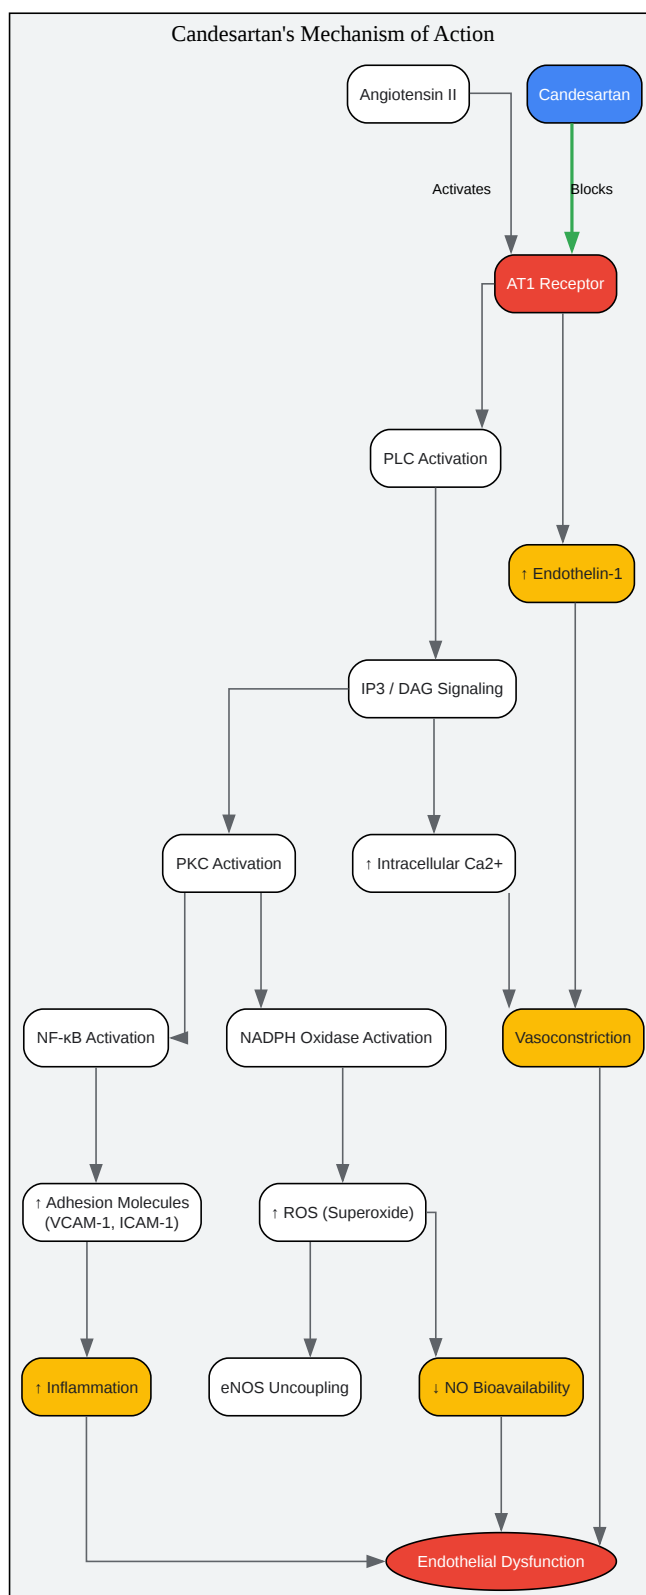 Candesartan's Mechanism of Action
Angiotensin II
Candesartan
Activates
Blocks
AT1 Receptor
PLC Activation
↑ Endothelin-1
IP3 / DAG Signaling
PKC Activation
↑ Intracellular Ca2+
NF-κB Activation
NADPH Oxidase Activation
Vasoconstriction
↑ Adhesion Molecules
(VCAM-1, ICAM-1)
↑ ROS (Superoxide)
↑ Inflammation
eNOS Uncoupling
↓ NO Bioavailability
Endothelial Dysfunction